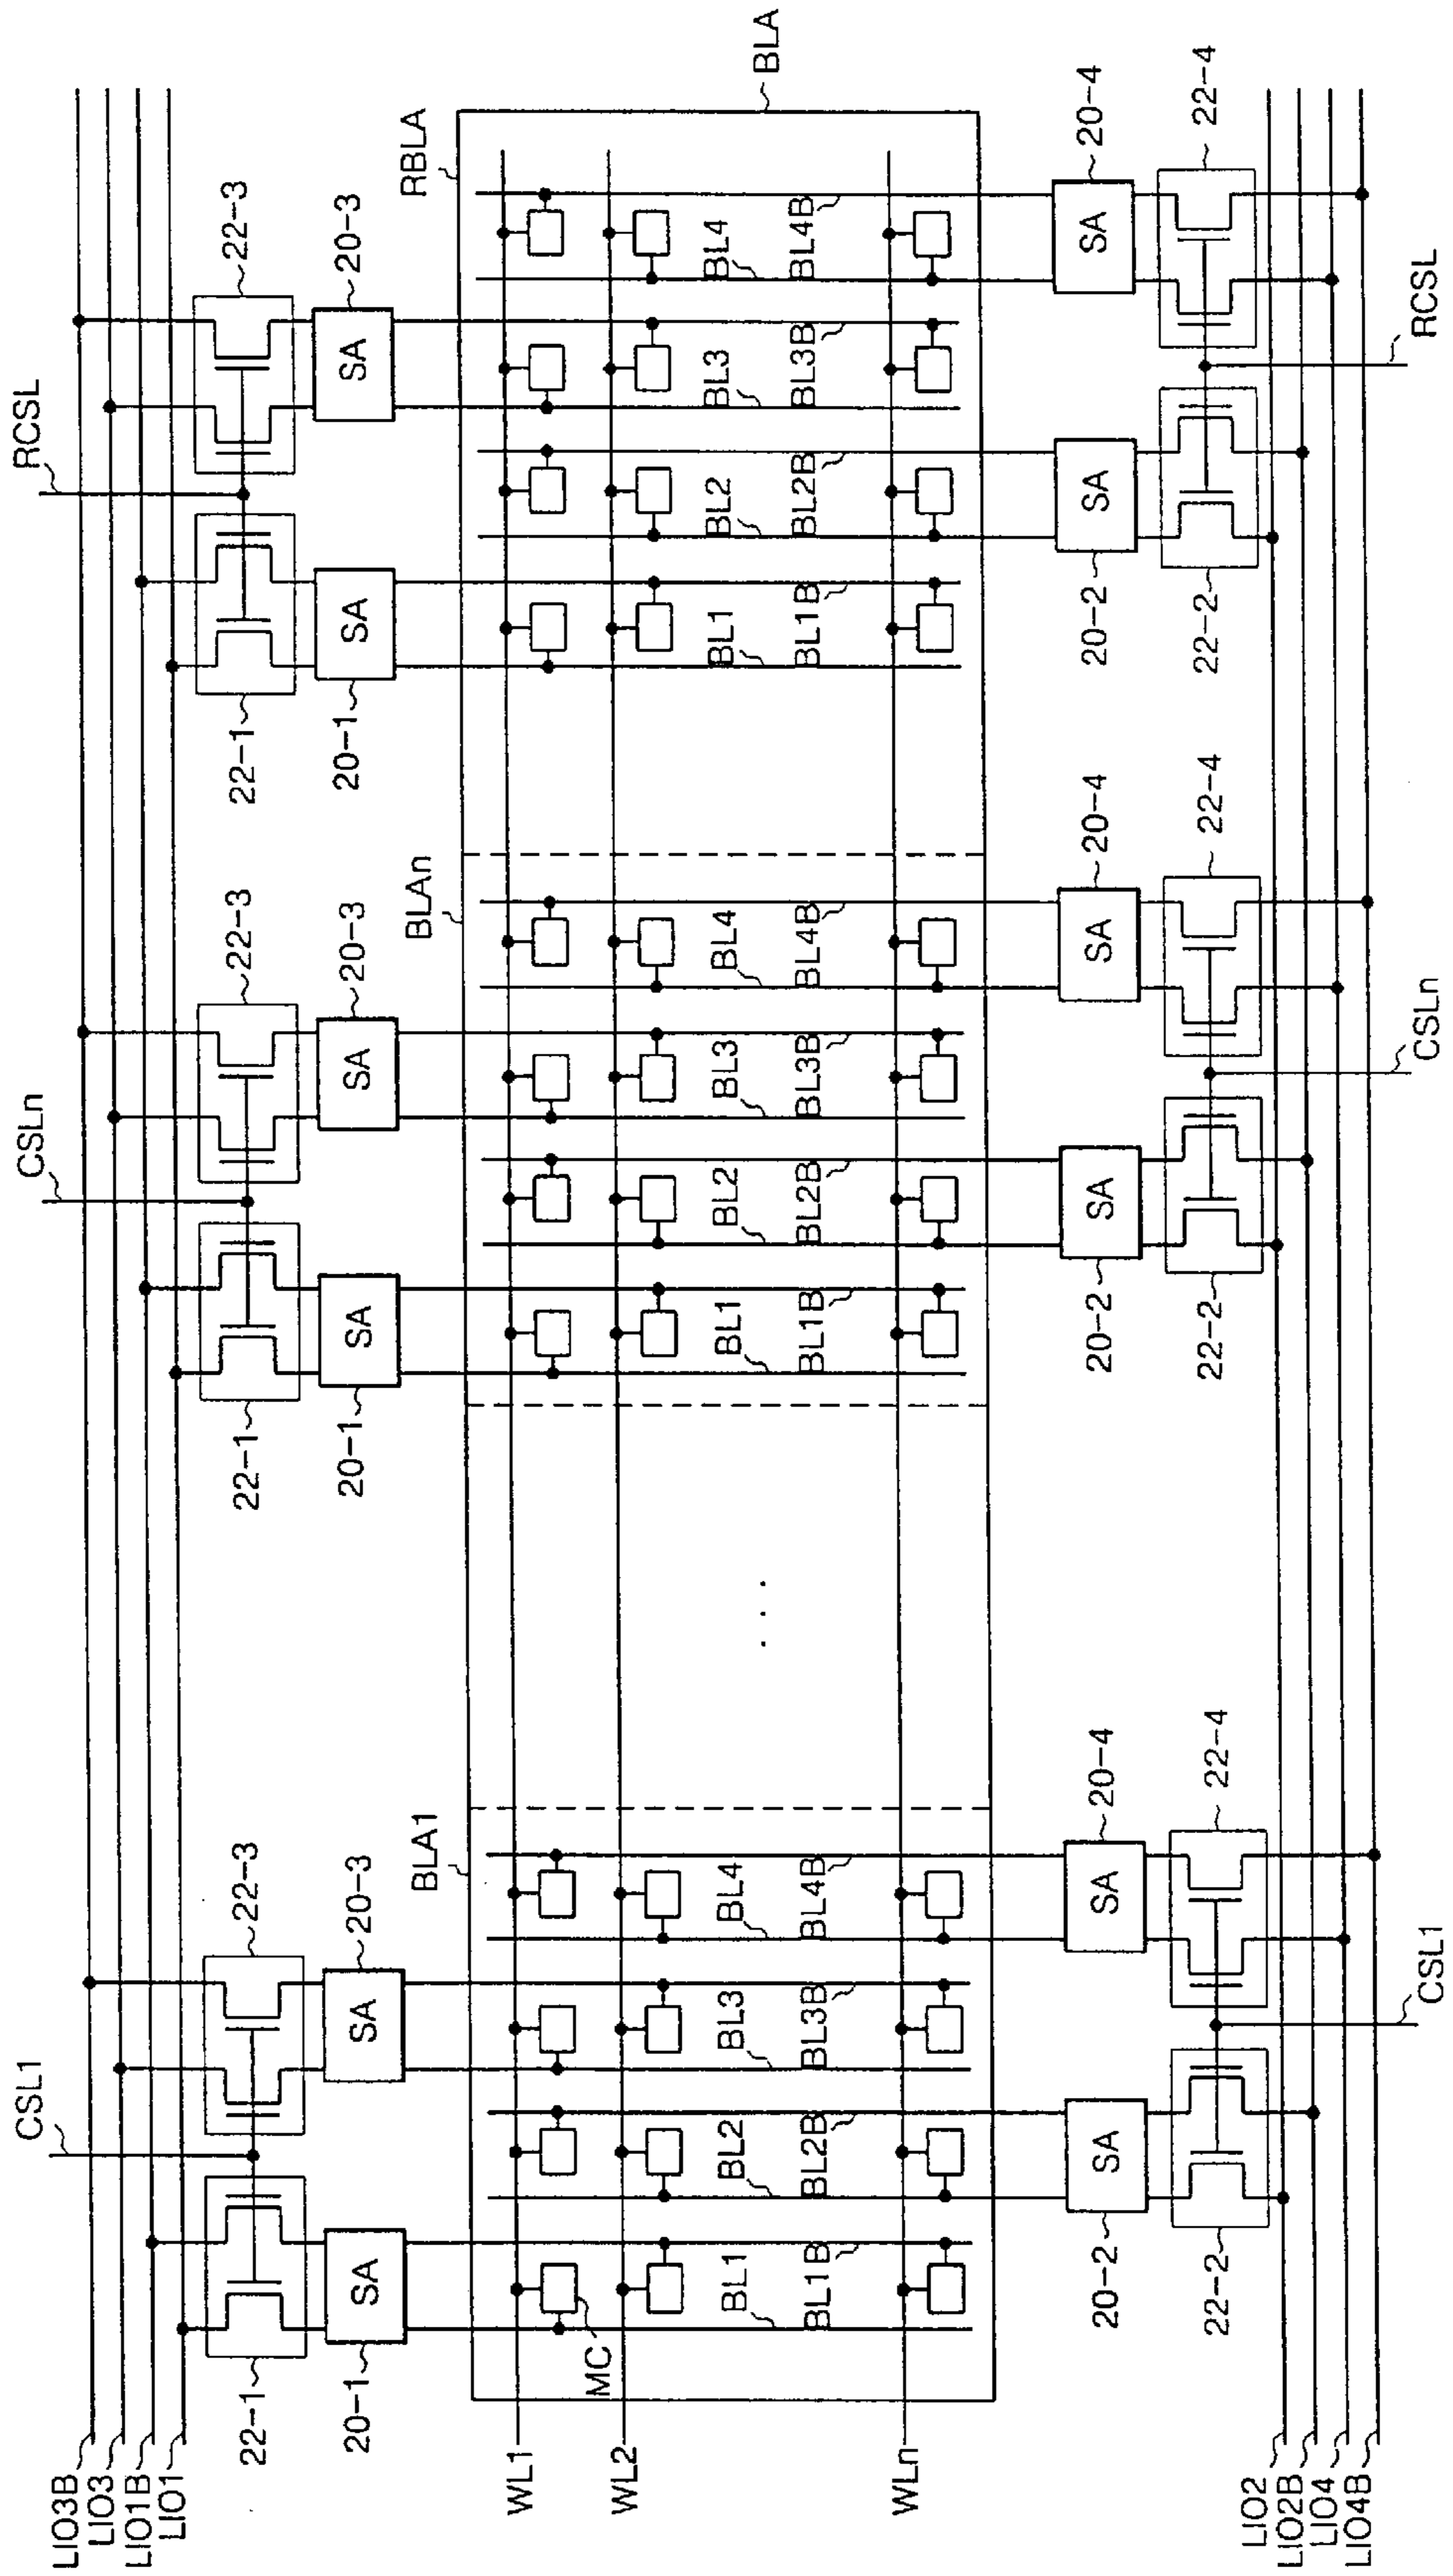 LIO3B
LIO3
LIO1B
LIO1
CSL1
CSLn
RCSL
22-1
22-3
22-1
22-3
22-1
22-3
20-1
SA
SA
20-3
20-1
SA
SA
20-3
20-1
SA
SA
20-3
BLA1
BLAn
RBLA
BLA
WL1
MC
WL2
BL1
BL2
BL3
BL4
BL1
BL2
BL3
BL4
BL1
BL2
BL3
BL4
BL1B
BL2B
BL3B
BL4B
BL1B
BL2B
BL3B
BL4B
BL1B
BL2B
BL3B
BL4B
WLn
20-2
SA
SA
20-4
20-2
SA
SA
20-4
20-2
SA
SA
20-4
22-2
22-4
22-2
22-4
22-2
22-4
LIO2
LIO2B
LIO4
LIO4B
CSL1
CSLn
RCSL